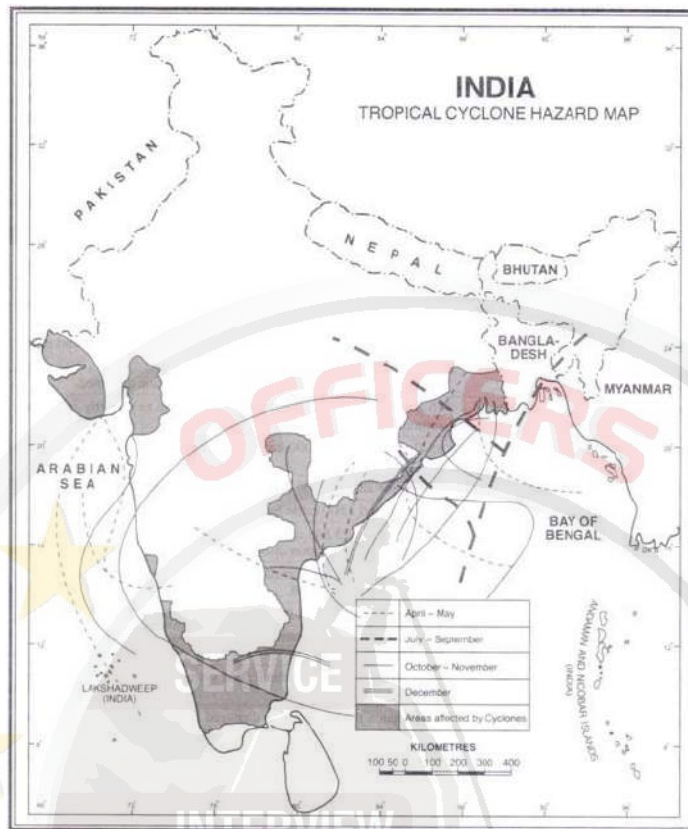 INDIA
TROPICAL CYCLONE HAZARD MAP
PAKISTAN
NEPAL
BHUTAN
BANGLA-
DESH
MYANMAR
OFFICERS
ARABIAN
SEA
BAY OF
BENGAL
April – May
July – September
October – November
December
Areas affected by Cyclones
SERVICE
LAKSHADWEEP
(INDIA)
ANDAMAN AND NICOBAR ISLANDS
(INDIA)
KILOMETRES
100 50 0 100 200 300 400
INTERVIEW